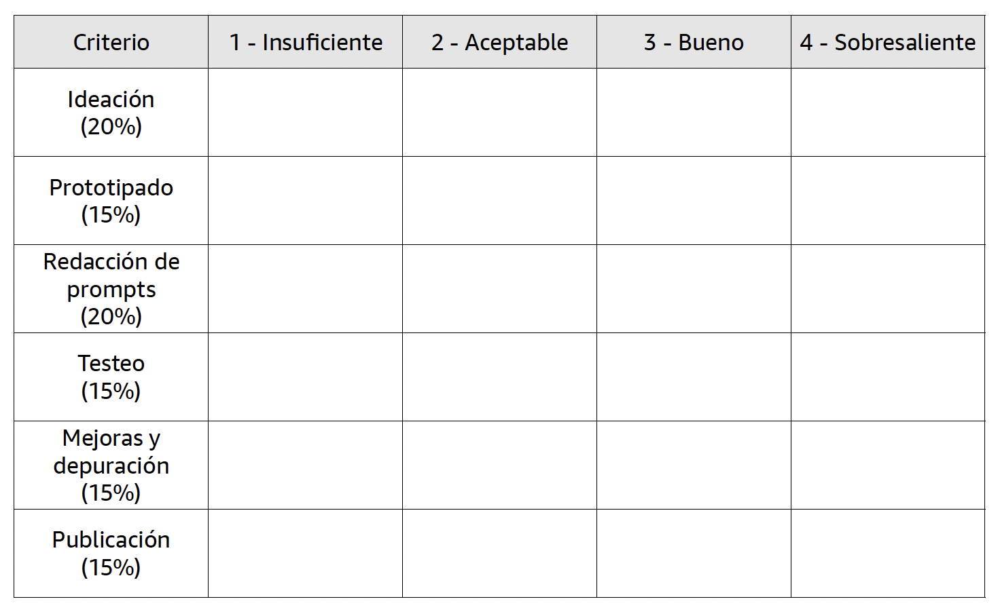 Criterio
1 - Insuficiente
2 - Aceptable
3 - Bueno
4 - Sobresaliente
Ideación
(20%)
Prototipado
(15%)
Redacción de
prompts
(20%)
Testeo
(15%)
Mejoras y
depuración
(15%)
Publicación
(15%)